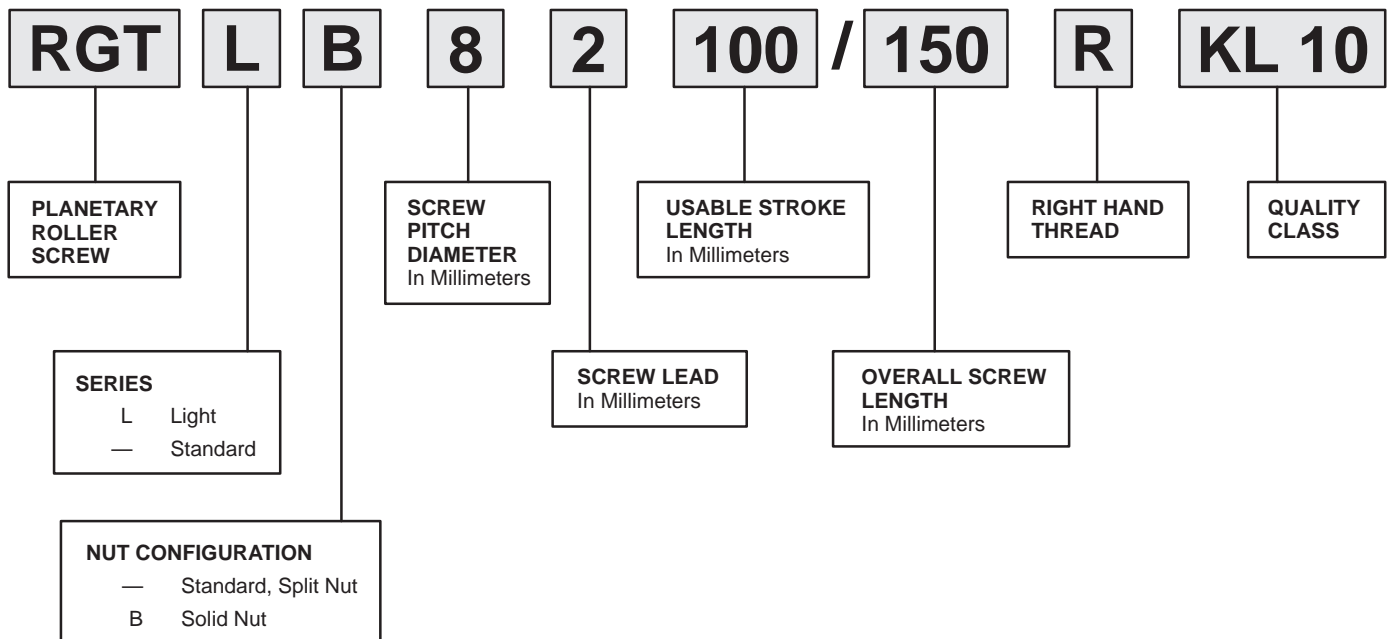 RGT L B 8 2 100 / 150 R KL 10
PLANETARY
ROLLER
SCREW
SCREW
PITCH
DIAMETER
In Millimeters
USABLE STROKE
LENGTH
In Millimeters
RIGHT HAND
THREAD
QUALITY
CLASS
SERIES
L Light
— Standard
SCREW LEAD
In Millimeters
OVERALL SCREW
LENGTH
In Millimeters
NUT CONFIGURATION
— Standard, Split Nut
B Solid Nut